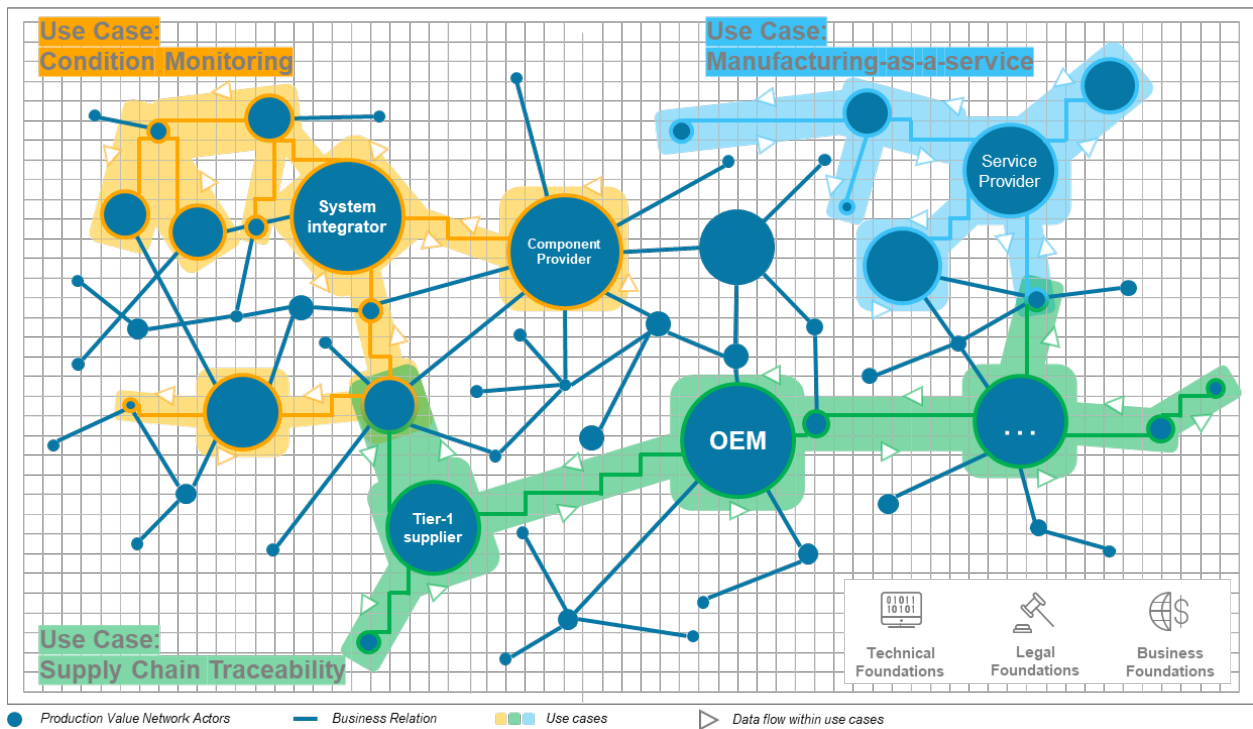 Use Case:
Condition Monitoring
Use Case:
Manufacturing-as-a-service
Service
Provider
System
integrator
Component
Provider
OEM
...
Tier-1
supplier
Use Case:
Supply Chain Traceability
01011
10101
$
Technical
Foundations
Legal
Foundations
Business
Foundations
Production Value Network Actors
Business Relation
Use cases
Data flow within use cases